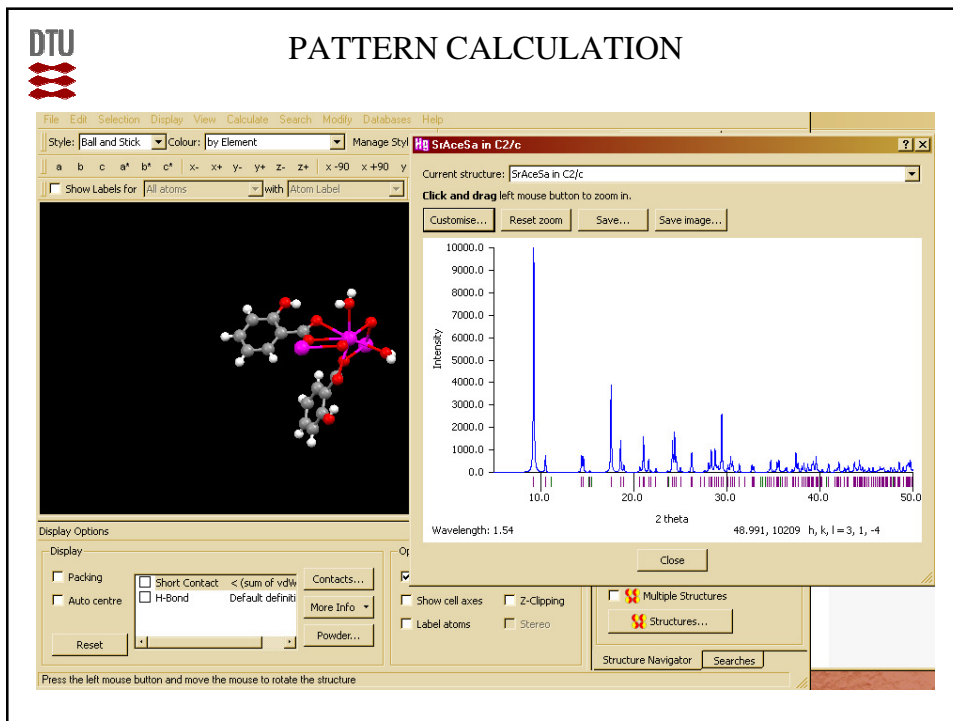 DTU
PATTERN CALCULATION
File Edit Selection Display View Calculate Search Modify Databases Help
Style: Ball and Stick Colour: by Element Manage Styl
a b c a* b* c* x- x+ y- y+ z- z+ x -90 x +90 y
Show Labels for All atoms with Atom Label
Hg SrAceSa in C2/c
Current structure: SrAceSa in C2/c
Click and drag left mouse button to zoom in.
Customise... Reset zoom Save... Save image...
10000.0
9000.0
8000.0
7000.0
6000.0
5000.0
4000.0
3000.0
2000.0
1000.0
0.0
Intensity
10.0 20.0 30.0 40.0 50.0
2 theta
Wavelength: 1.54 48.991, 10209 h, k, l = 3, 1, -4
Close
Display Options
Display
Packing
Auto centre
Reset
Short Contact < (sum of vdW
H-Bond Default definiti
Contacts...
More Info
Powder...
Op
Show cell axes Z-Clipping
Label atoms Stereo
Multiple Structures
Structures...
Structure Navigator Searches
Press the left mouse button and move the mouse to rotate the structure